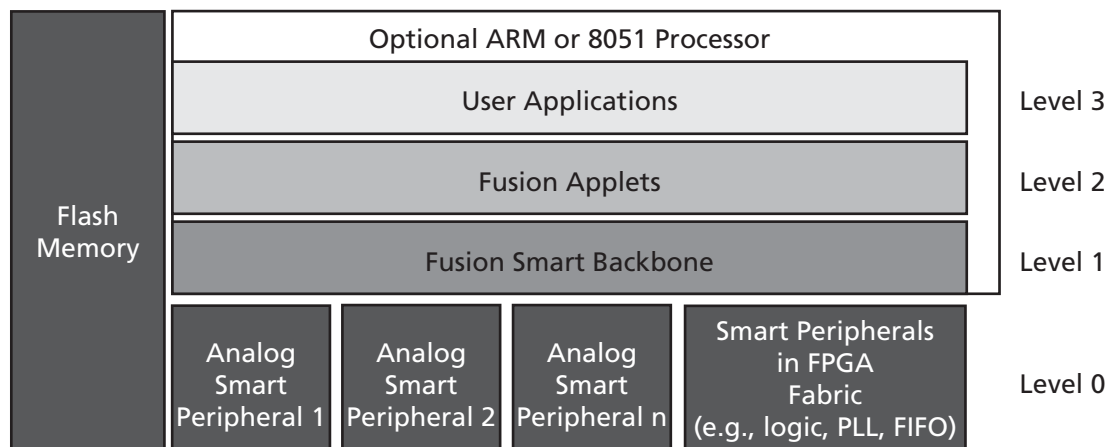 Optional ARM or 8051 Processor
User Applications
Level 3
Fusion Applets
Level 2
Flash
Memory
Fusion Smart Backbone
Level 1
Analog
Smart
Peripheral 1
Analog
Smart
Peripheral 2
Analog
Smart
Peripheral n
Smart Peripherals
in FPGA
Fabric
(e.g., logic, PLL, FIFO)
Level 0